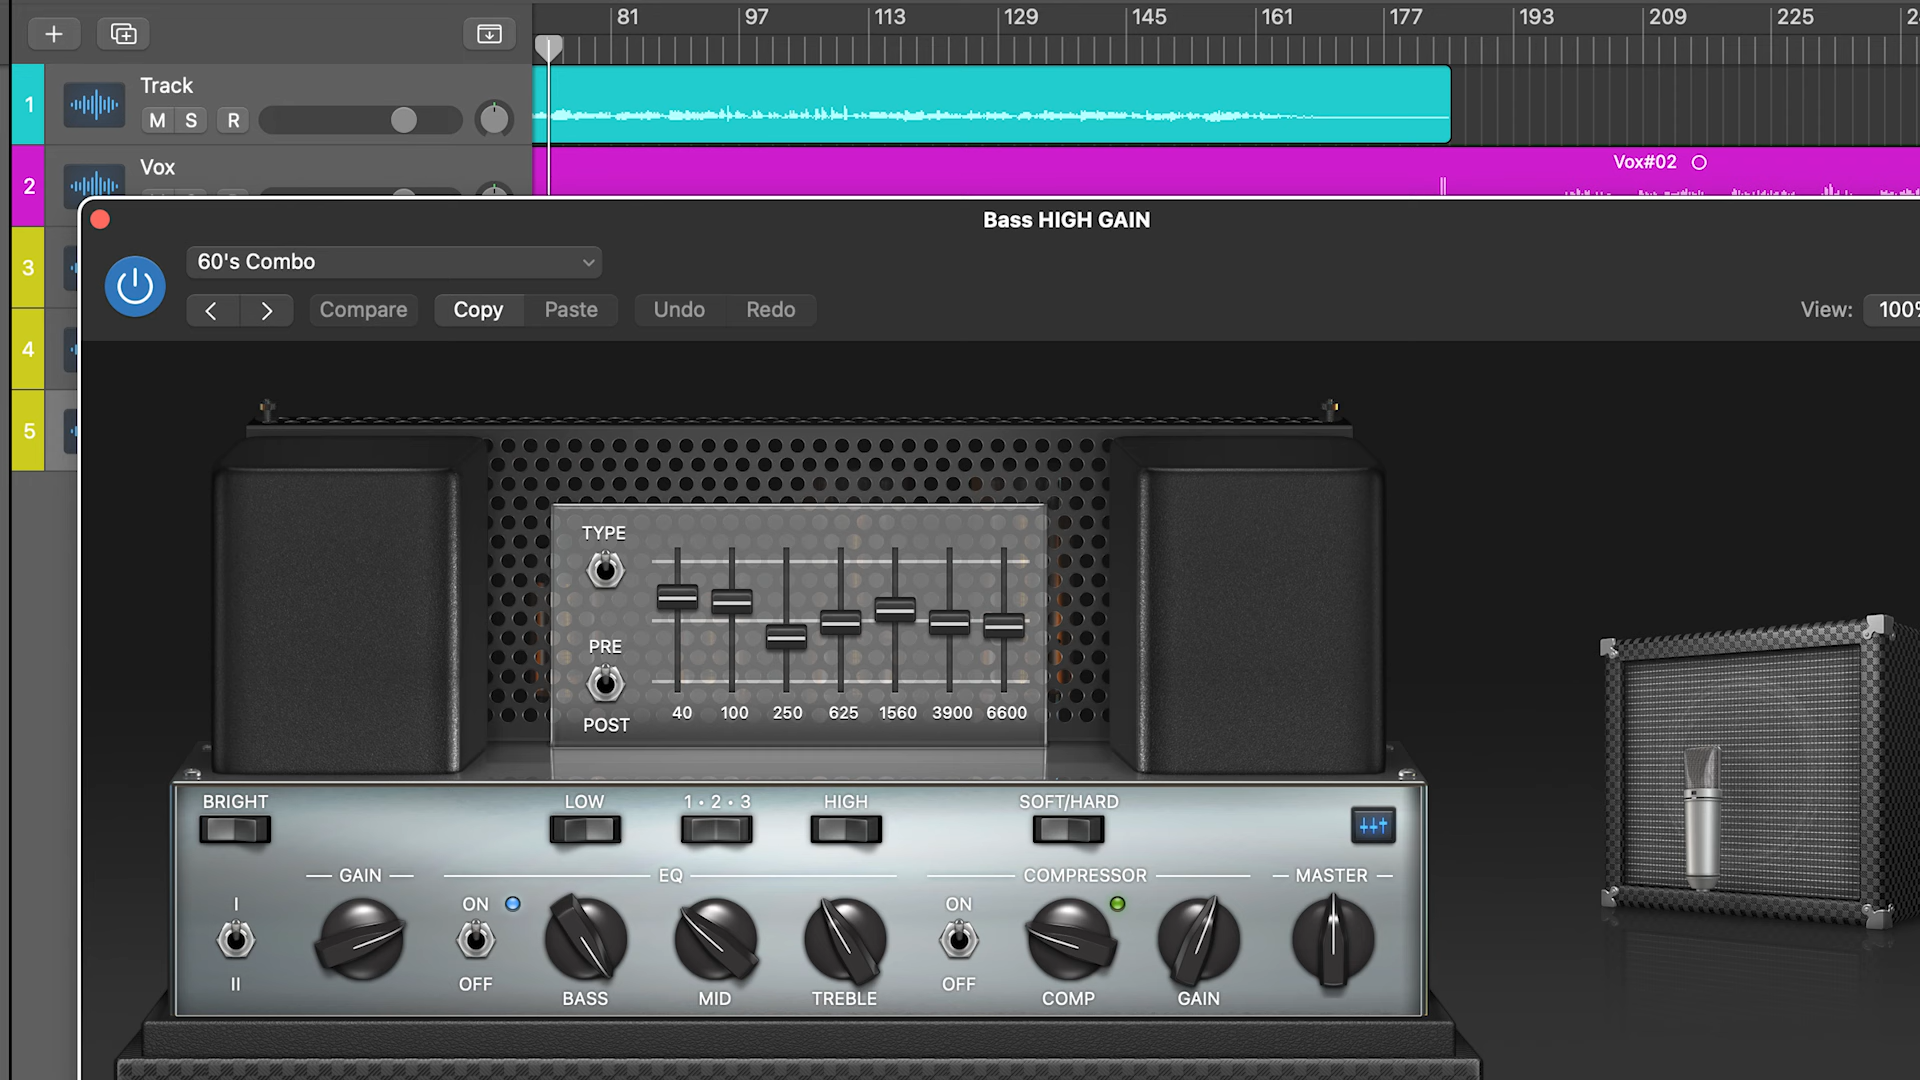 81 97 113 129 145 161 177 193 209 225
1 Track
M S R
2 Vox
Vox#02
Bass HIGH GAIN
3
60's Combo
Compare Copy Paste Undo Redo
View: 100%
4
5
TYPE
PRE
POST
40 100 250 625 1560 3900 6600
BRIGHT LOW 1 • 2 • 3 HIGH SOFT/HARD
GAIN EQ COMPRESSOR MASTER
I ON ON
II OFF OFF
BASS MID TREBLE COMP GAIN